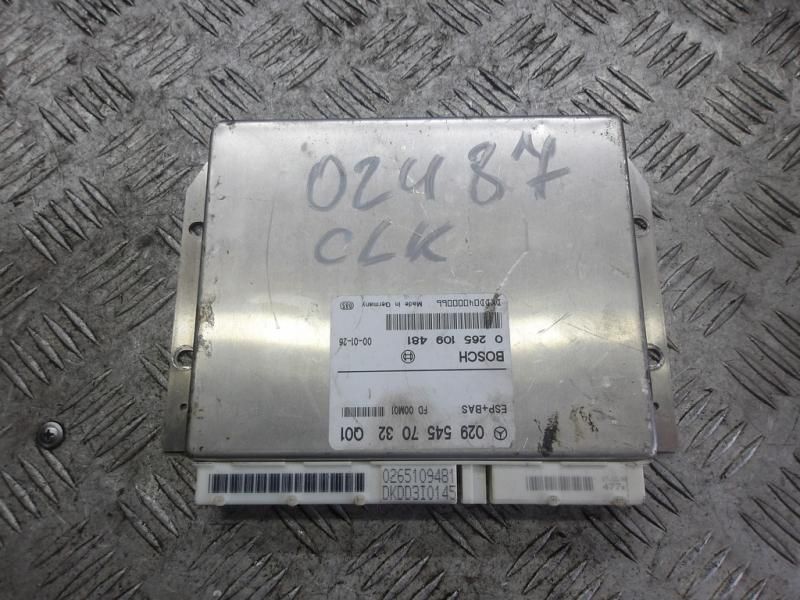 02487
CLK
029 545 70 32 Q01
ESP+BAS FD 00M01
BOSCH
0 265 109 481 00-01-26
DKDD04000066 Made in Germany
0265109481
DKDD3I0145